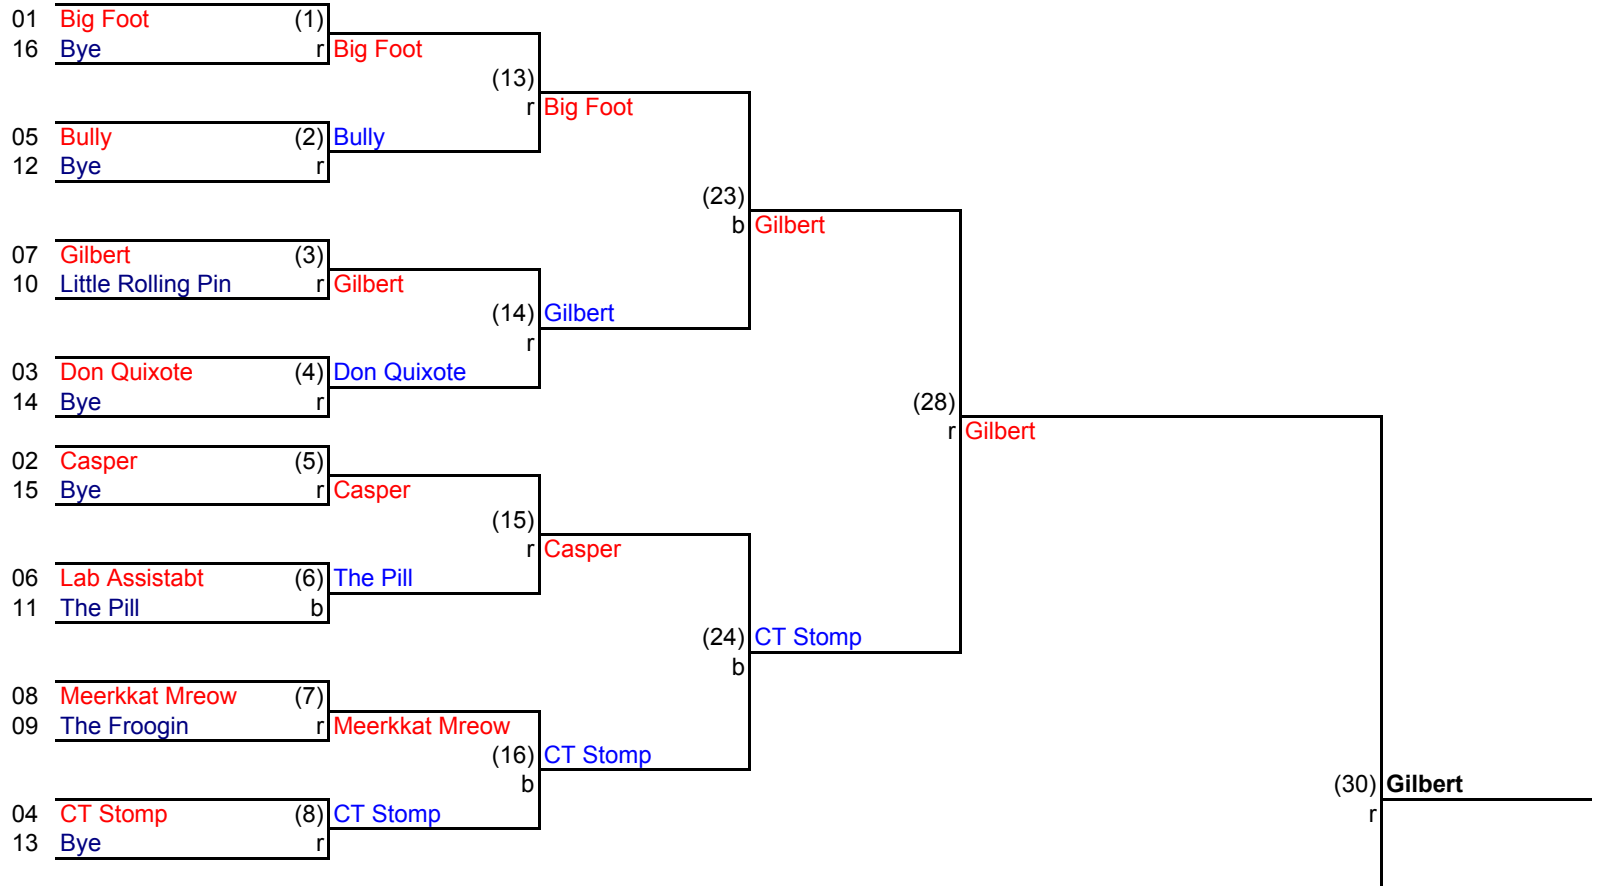 01 Big Foot (1)
16 Bye r Big Foot
(13)
r Big Foot
05 Bully (2) Bully
12 Bye r
(23)
b Gilbert
07 Gilbert (3)
10 Little Rolling Pin r Gilbert
(14) Gilbert
r
03 Don Quixote (4) Don Quixote
14 Bye r
(28)
r Gilbert
02 Casper (5)
15 Bye r Casper
(15)
r Casper
06 Lab Assistabt (6) The Pill
11 The Pill b
(24) CT Stomp
b
08 Meerkkat Mreow (7)
09 The Froogin r Meerkkat Mreow
(16) CT Stomp
b
(30) Gilbert
r
04 CT Stomp (8) CT Stomp
13 Bye r